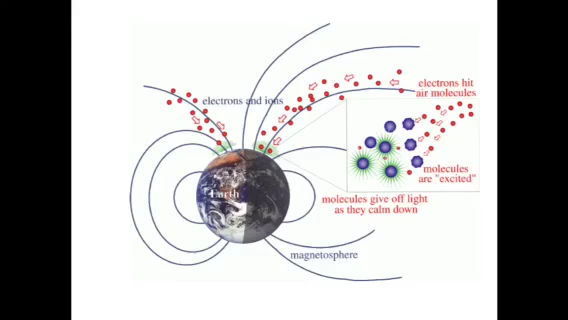 electrons hit
air molecules
electrons and ions
molecules
are "excited"
Earth
molecules give off light
as they calm down
magnetosphere